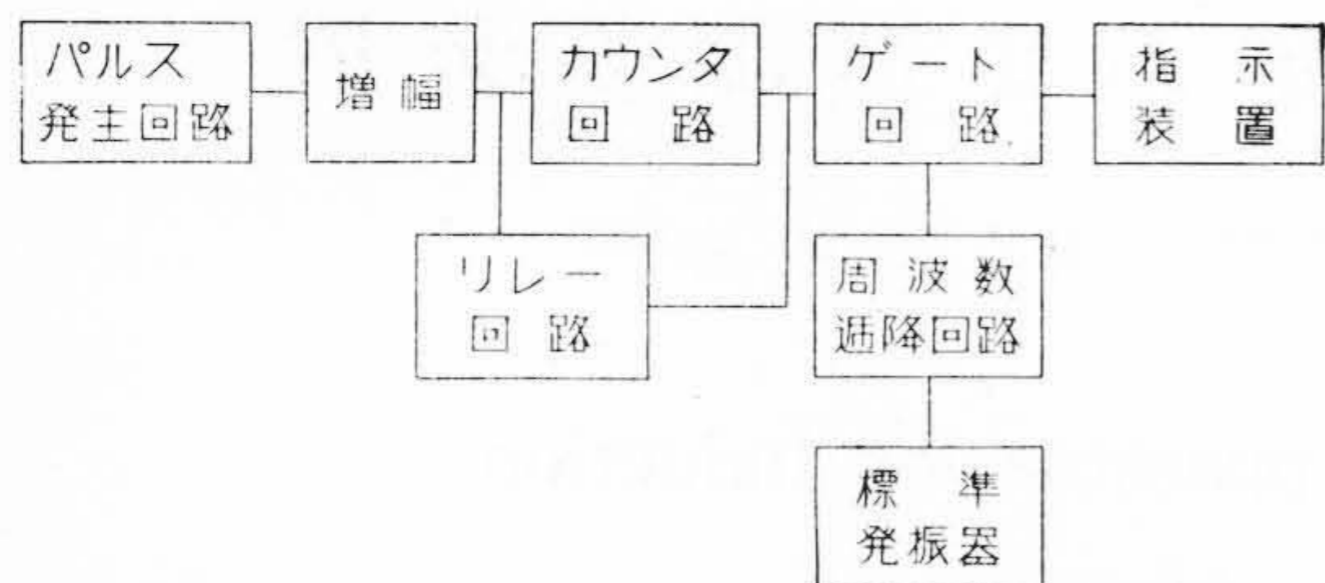 パルス
発主回路
増幅
カウンタ
回路
ゲート
回路
指示
装置
リレー
回路
周波数
逓降回路
標準
発振器